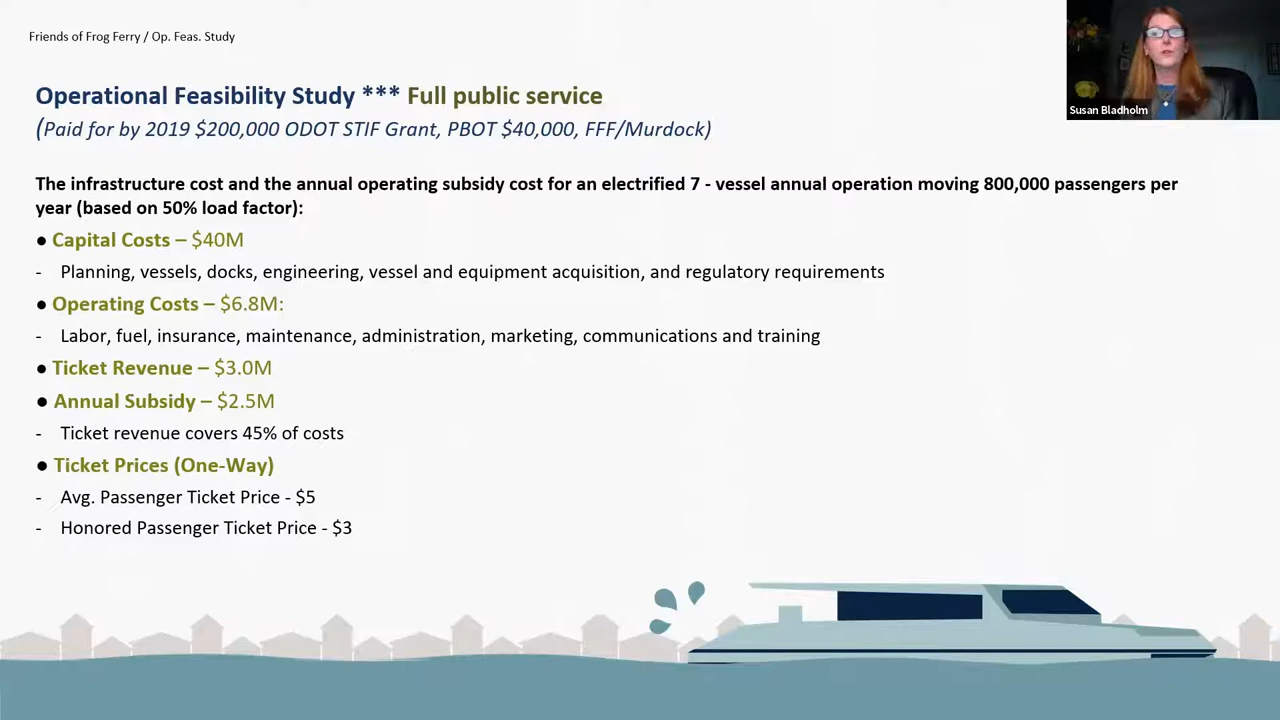 Friends of Frog Ferry / Op. Feas. Study
Susan Bladholm
Operational Feasibility Study *** Full public service
(Paid for by 2019 $200,000 ODOT STIF Grant, PBOT $40,000, FFF/Murdock)
The infrastructure cost and the annual operating subsidy cost for an electrified 7 - vessel annual operation moving 800,000 passengers per
year (based on 50% load factor):
● Capital Costs – $40M
- Planning, vessels, docks, engineering, vessel and equipment acquisition, and regulatory requirements
● Operating Costs – $6.8M:
- Labor, fuel, insurance, maintenance, administration, marketing, communications and training
● Ticket Revenue – $3.0M
● Annual Subsidy – $2.5M
- Ticket revenue covers 45% of costs
● Ticket Prices (One-Way)
- Avg. Passenger Ticket Price - $5
- Honored Passenger Ticket Price - $3